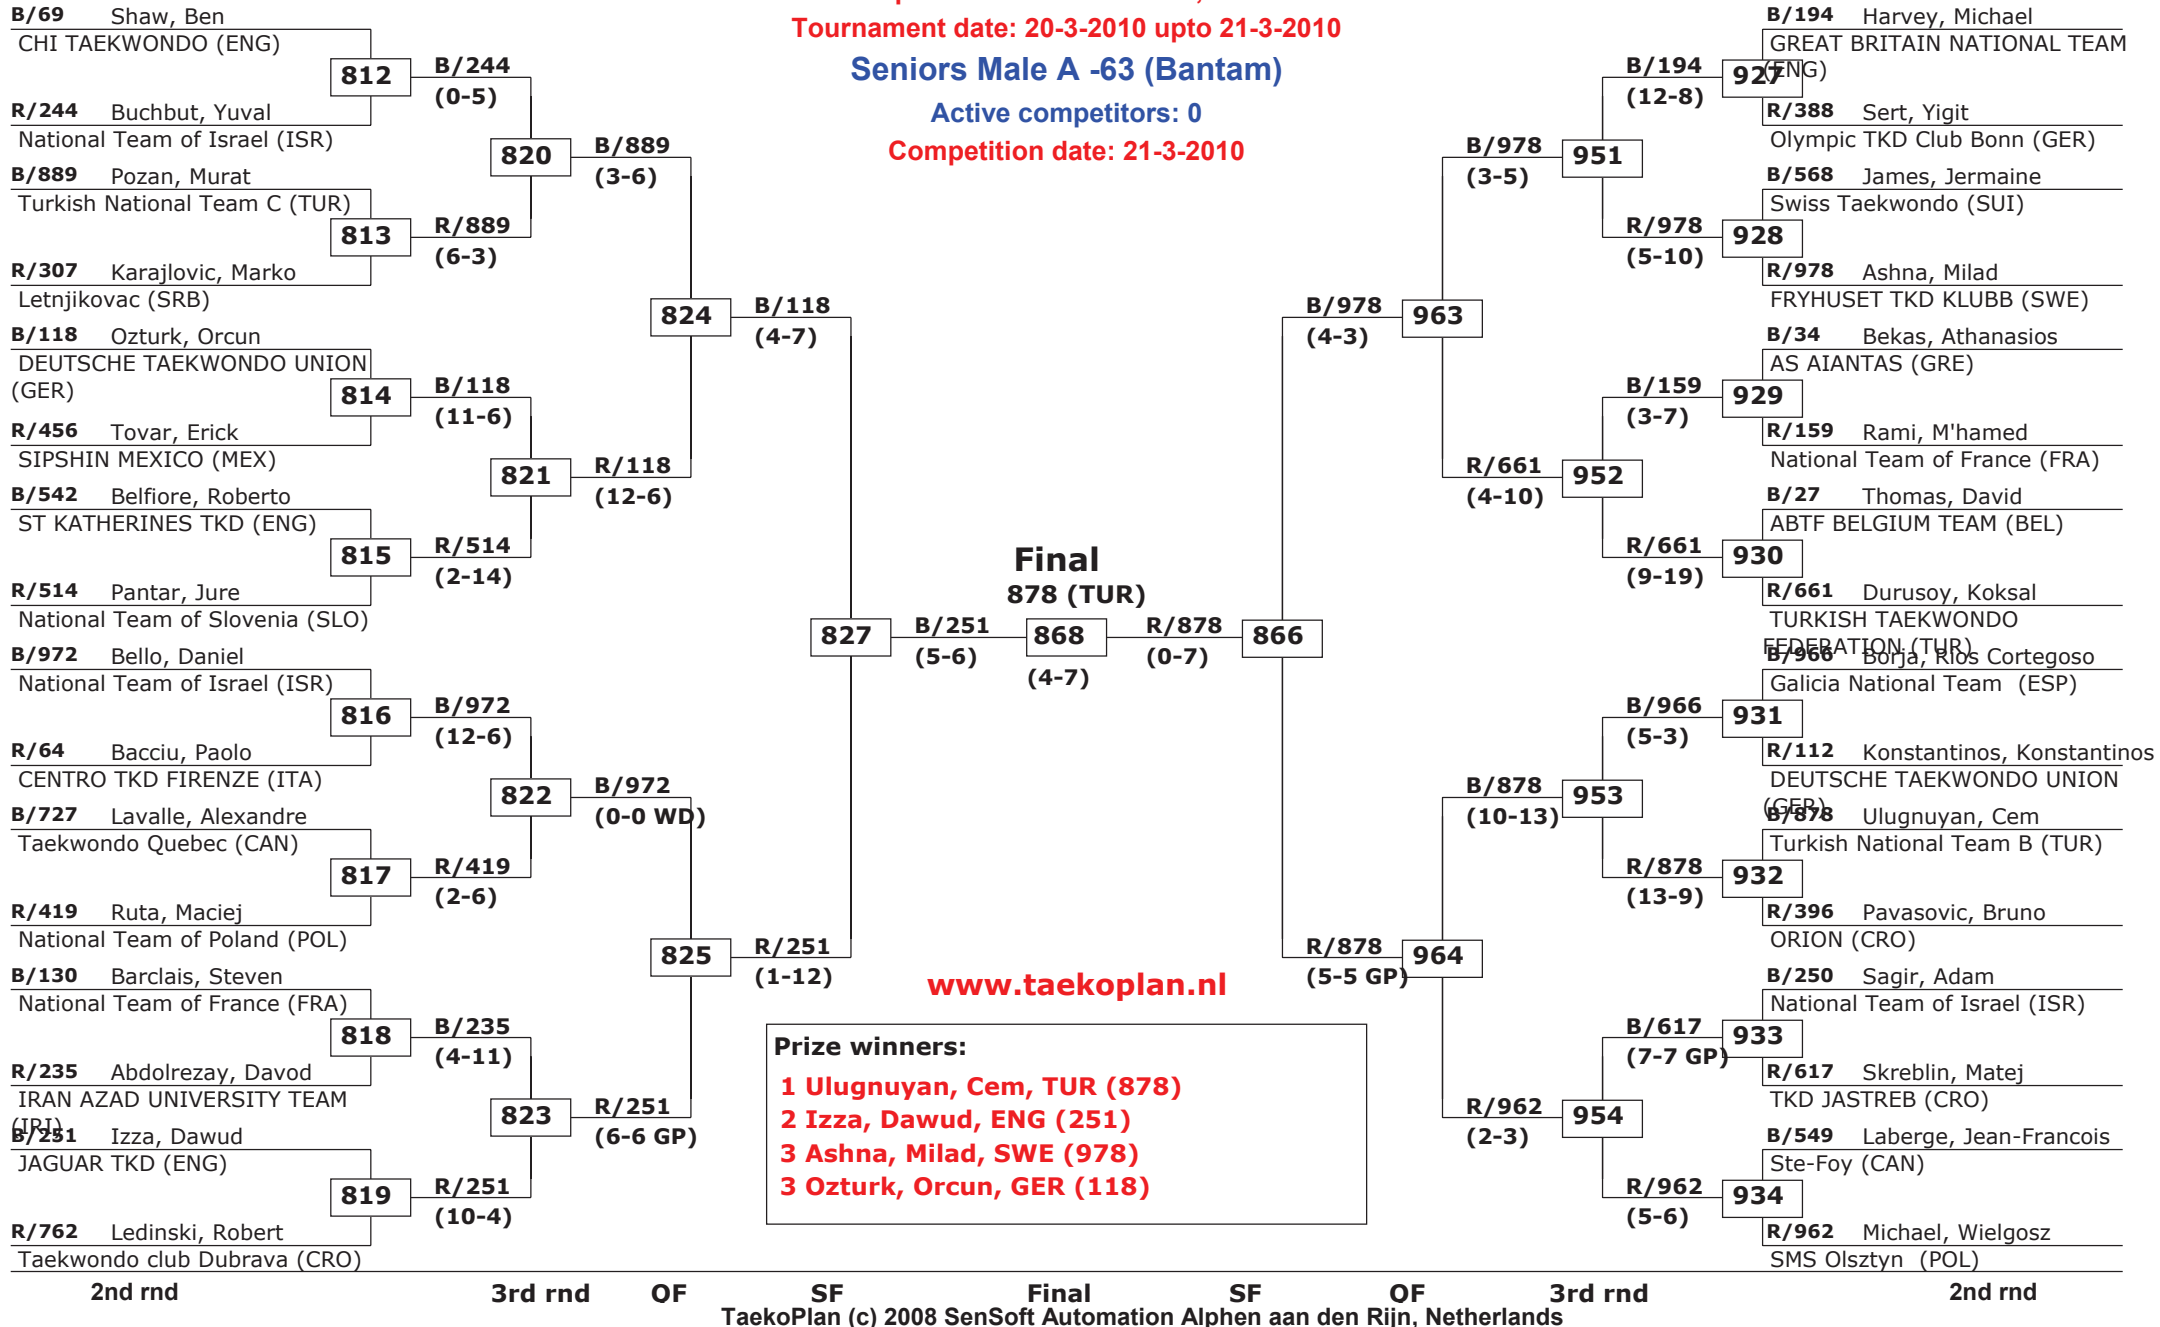 Tournament date: 20-3-2010 upto 21-3-2010
Seniors Male A -63 (Bantam)
Active competitors: 0
Competition date: 21-3-2010
B/69 Shaw, Ben
CHI TAEKWONDO (ENG)
812
R/244 Buchbut, Yuval
National Team of Israel (ISR)
B/889 Pozan, Murat
Turkish National Team C (TUR)
813
R/307 Karajlovic, Marko
Letnjikovac (SRB)
B/118 Ozturk, Orcun
DEUTSCHE TAEKWONDO UNION
(GER)
814
R/456 Tovar, Erick
SIPSHIN MEXICO (MEX)
B/542 Belfiore, Roberto
ST KATHERINES TKD (ENG)
815
R/514 Pantar, Jure
National Team of Slovenia (SLO)
B/972 Bello, Daniel
National Team of Israel (ISR)
816
R/64 Bacciu, Paolo
CENTRO TKD FIRENZE (ITA)
B/727 Lavalle, Alexandre
Taekwondo Quebec (CAN)
817
R/419 Ruta, Maciej
National Team of Poland (POL)
B/130 Barclais, Steven
National Team of France (FRA)
818
R/235 Abdolrezay, Davod
IRAN AZAD UNIVERSITY TEAM
(IRI)
B/251 Izza, Dawud
JAGUAR TKD (ENG)
819
R/762 Ledinski, Robert
Taekwondo club Dubrava (CRO)
B/244
(0-5)
820
R/889
(6-3)
B/118
(11-6)
821
R/514
(2-14)
B/972
(12-6)
822
R/419
(2-6)
B/235
(4-11)
823
R/251
(10-4)
B/889
(3-6)
824
R/118
(12-6)
B/972
(0-0 WD)
825
R/251
(6-6 GP)
B/118
(4-7)
827
R/251
(1-12)
B/251
(5-6)
Final
878 (TUR)
868
(4-7)
R/878
(0-7)
866
B/978
(4-3)
963
R/878
(5-5 GP)
964
B/978
(3-5)
951
R/661
(4-10)
952
B/878
(10-13)
953
R/962
(2-3)
954
B/194
(12-8)
R/978
(5-10)
B/159
(3-7)
R/661
(9-19)
B/966
(5-3)
R/878
(13-9)
B/617
(7-7 GP)
R/962
(5-6)
B/194 Harvey, Michael
GREAT BRITAIN NATIONAL TEAM
(ENG)
927
R/388 Sert, Yigit
Olympic TKD Club Bonn (GER)
B/568 James, Jermaine
Swiss Taekwondo (SUI)
928
R/978 Ashna, Milad
FRYHUSET TKD KLUBB (SWE)
B/34 Bekas, Athanasios
AS AIANTAS (GRE)
929
R/159 Rami, M'hamed
National Team of France (FRA)
B/27 Thomas, David
ABTF BELGIUM TEAM (BEL)
930
R/661 Durusoy, Koksal
TURKISH TAEKWONDO
FEDERATION (TUR)
B/966 Borja, Rios Cortegoso
Galicia National Team (ESP)
931
R/112 Konstantinos, Konstantinos
DEUTSCHE TAEKWONDO UNION
(GER)
B/878 Ulugnuyan, Cem
Turkish National Team B (TUR)
932
R/396 Pavasovic, Bruno
ORION (CRO)
B/250 Sagir, Adam
National Team of Israel (ISR)
933
R/617 Skreblin, Matej
TKD JASTREB (CRO)
B/549 Laberge, Jean-Francois
Ste-Foy (CAN)
934
R/962 Michael, Wielgosz
SMS Olsztyn (POL)
www.taekoplan.nl
Prize winners:
1 Ulugnuyan, Cem, TUR (878)
2 Izza, Dawud, ENG (251)
3 Ashna, Milad, SWE (978)
3 Ozturk, Orcun, GER (118)
2nd rnd 3rd rnd OF SF Final SF OF 3rd rnd 2nd rnd
TaekoPlan (c) 2008 SenSoft Automation Alphen aan den Rijn, Netherlands